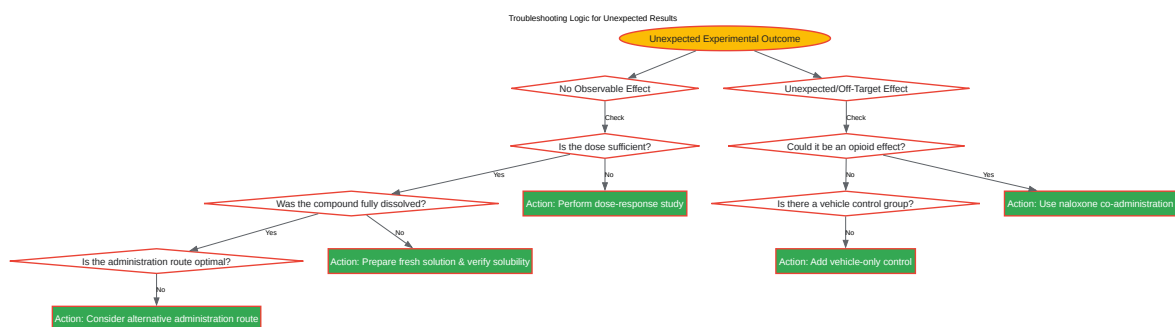 Troubleshooting Logic for Unexpected Results
Unexpected Experimental Outcome
No Observable Effect
Unexpected/Off-Target Effect
Check
Check
Is the dose sufficient?
Could it be an opioid effect?
Yes
No
No
Yes
Was the compound fully dissolved?
Action: Perform dose-response study
Is there a vehicle control group?
Action: Use naloxone co-administration
Yes
No
No
Is the administration route optimal?
Action: Prepare fresh solution & verify solubility
Action: Add vehicle-only control
No
Action: Consider alternative administration route